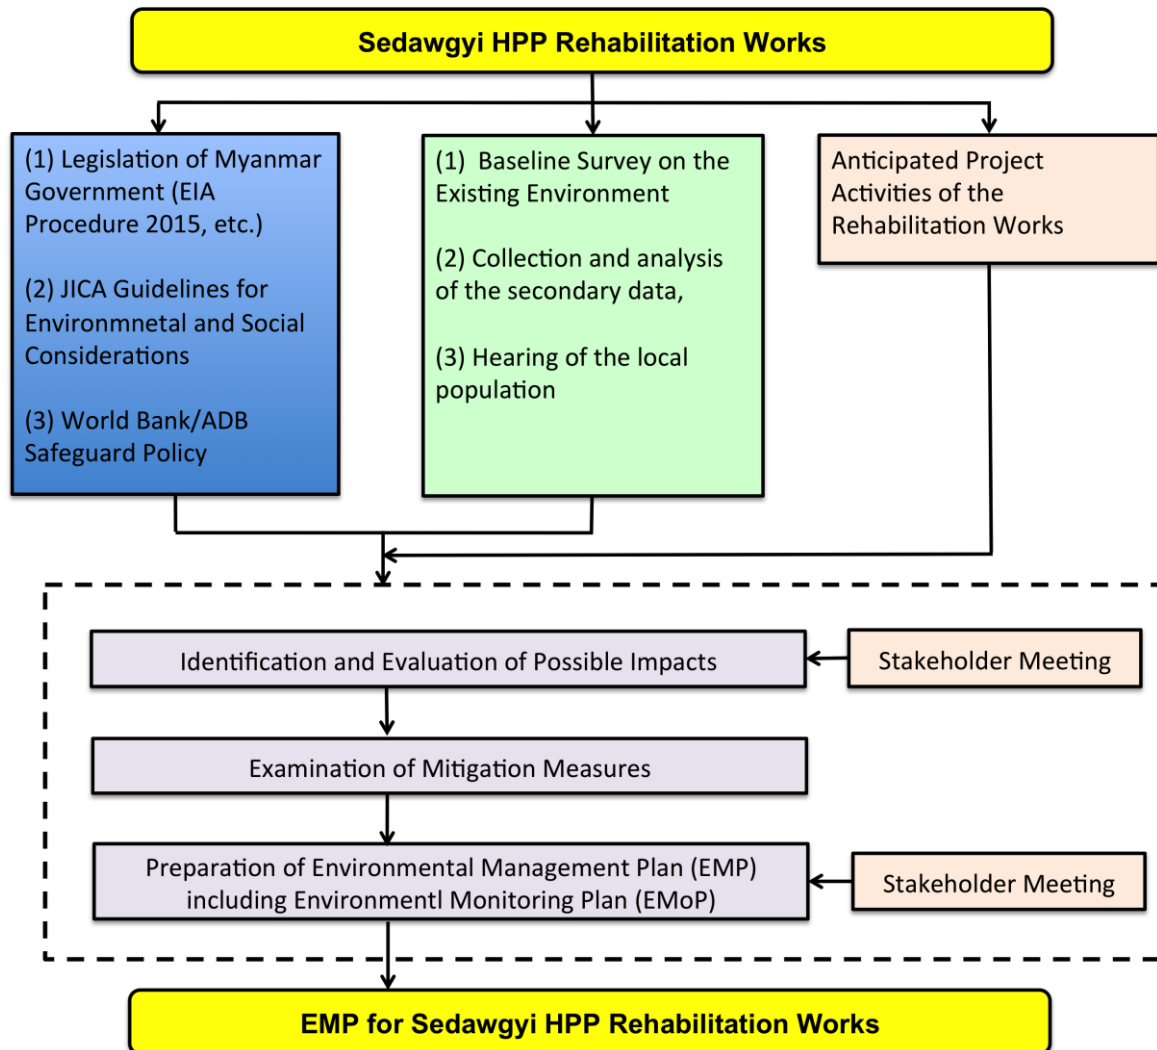 Sedawgyi HPP Rehabilitation Works
(1) Legislation of Myanmar
Government (EIA
Procedure 2015, etc.)
(2) JICA Guidelines for
Environmnetal and Social
Considerations
(3) World Bank/ADB
Safeguard Policy
(1) Baseline Survey on the
Existing Environment
(2) Collection and analysis
of the secondary data,
(3) Hearing of the local
population
Anticipated Project
Activities of the
Rehabilitation Works
Identification and Evaluation of Possible Impacts
Stakeholder Meeting
Examination of Mitigation Measures
Preparation of Environmental Management Plan (EMP)
including Environmentl Monitoring Plan (EMoP)
Stakeholder Meeting
EMP for Sedawgyi HPP Rehabilitation Works